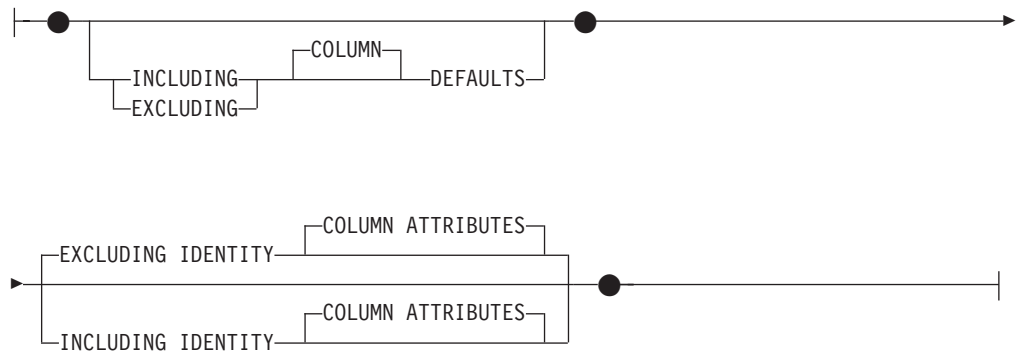 COLUMN
INCLUDING DEFAULTS
EXCLUDING
COLUMN ATTRIBUTES
EXCLUDING IDENTITY
COLUMN ATTRIBUTES
INCLUDING IDENTITY